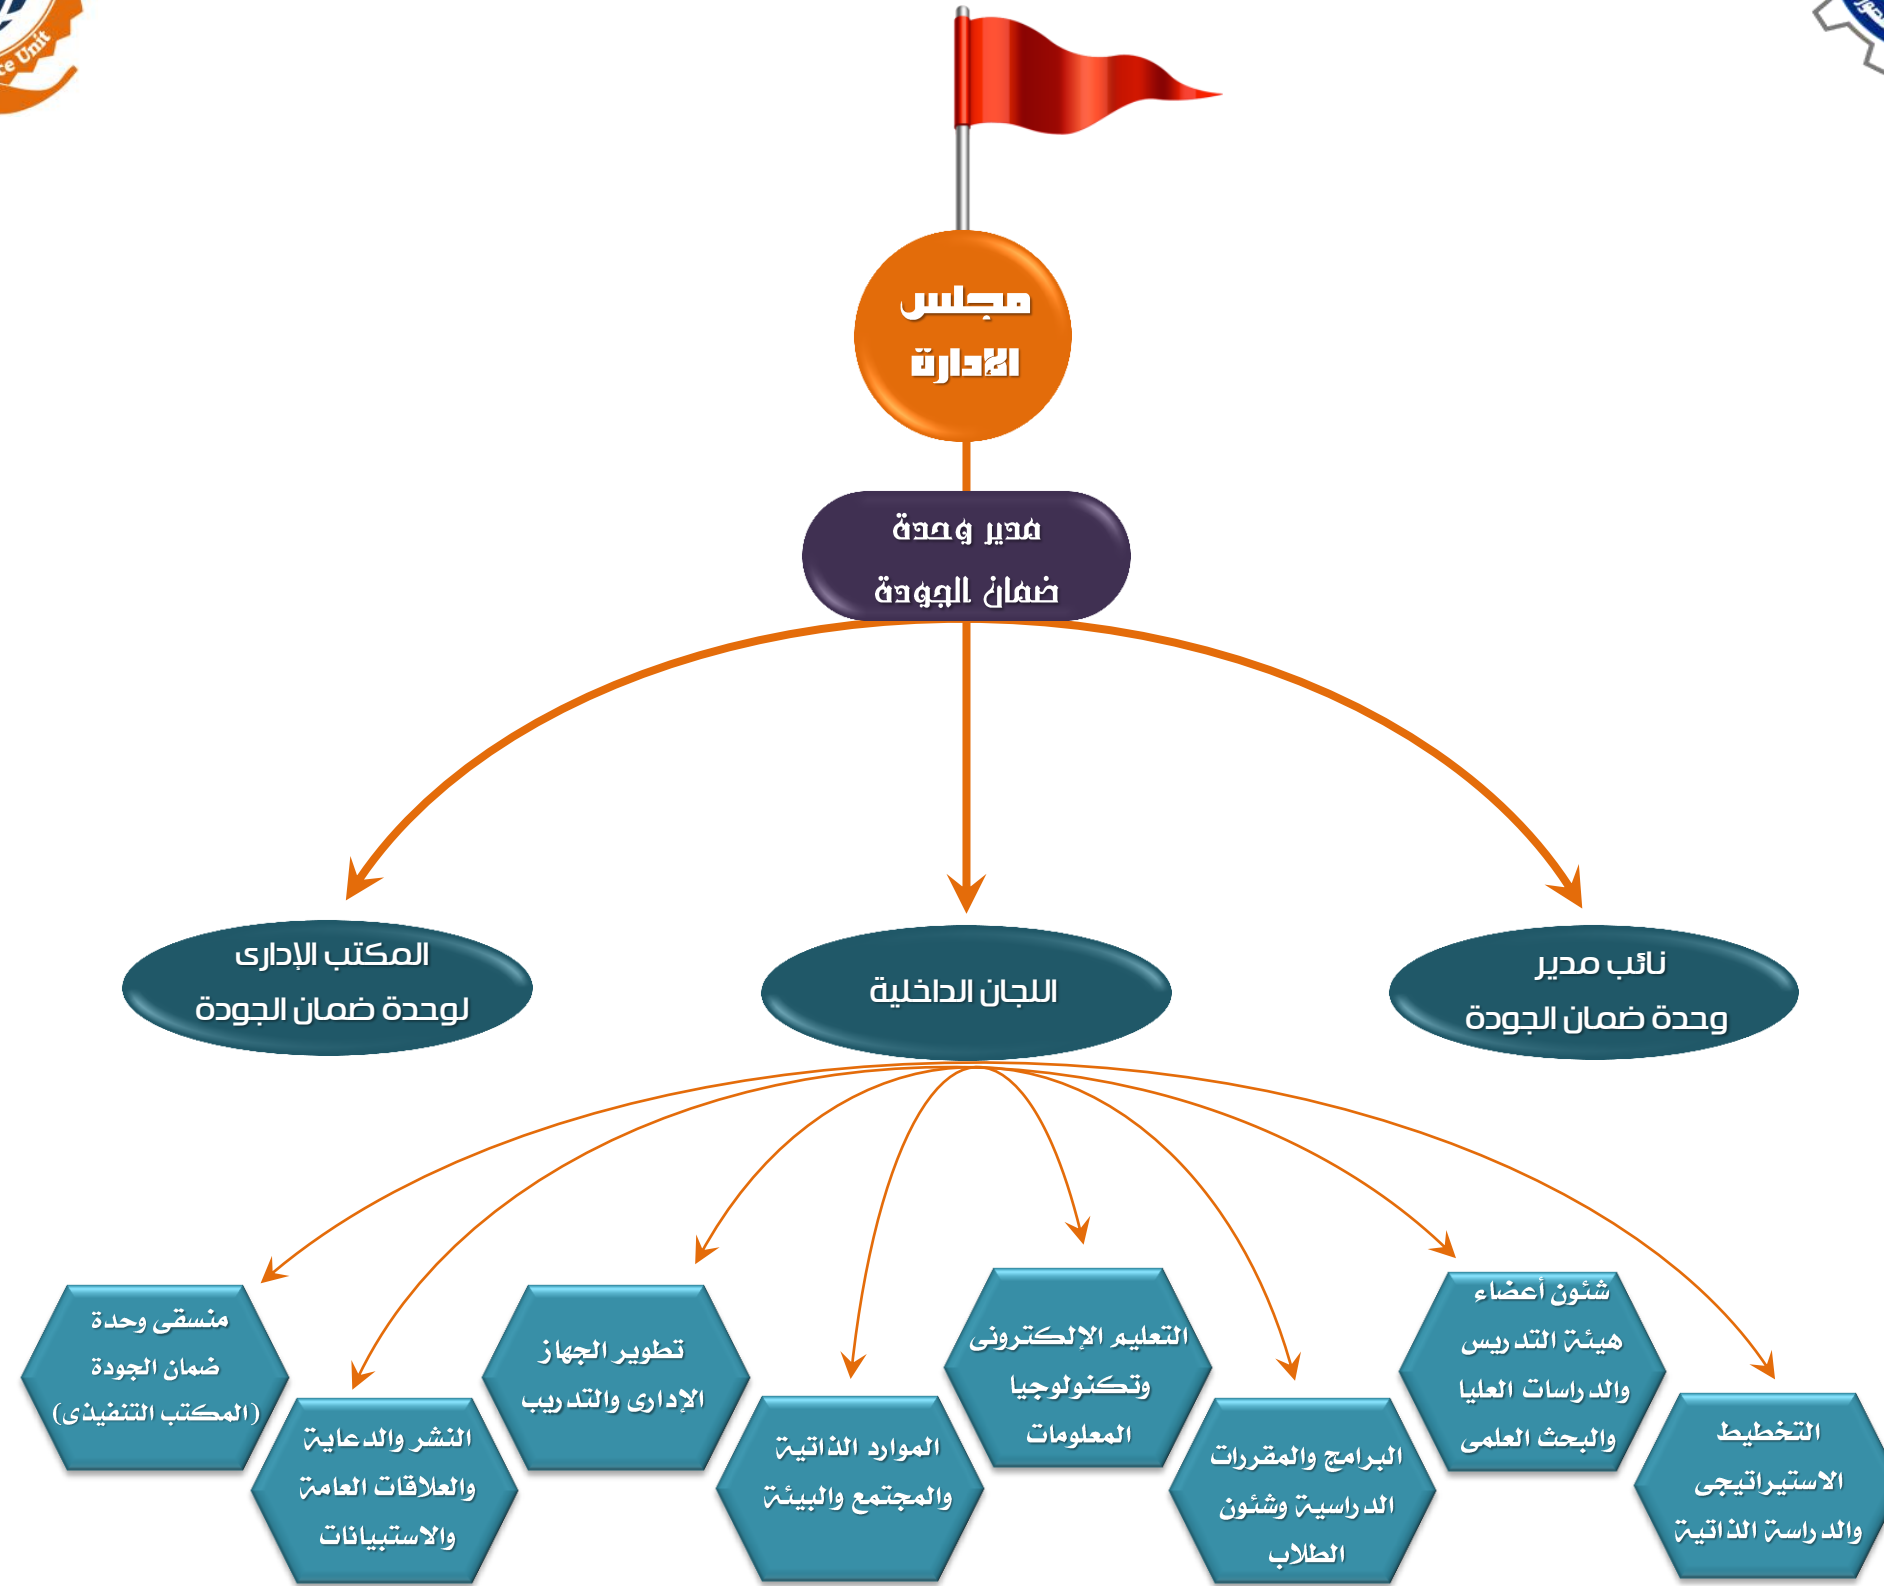 ce Unit
مجلس
الادارة
مدير وحدة
ضمان الجودة
نائب مدير
وحدة ضمان الجودة
اللجان الداخلية
المكتب الإدارى
لوحدة ضمان الجودة
التخطيط
الاستيراتيجى
والدراسة الذاتية
شئون أعضاء
هيئة التدريس
والدراسات العليا
والبحث العلمى
البرامج والمقررات
الدراسية وشئون
الطلاب
التعليم الإلكترونى
وتكنولوجيا
المعلومات
الموارد الذاتية
والمجتمع والبيئة
تطوير الجهاز
الإدارى والتدريب
النشر والدعاية
والعلاقات العامة
والاستبيانات
منسقى وحدة
ضمان الجودة
(المكتب التنفيذى)